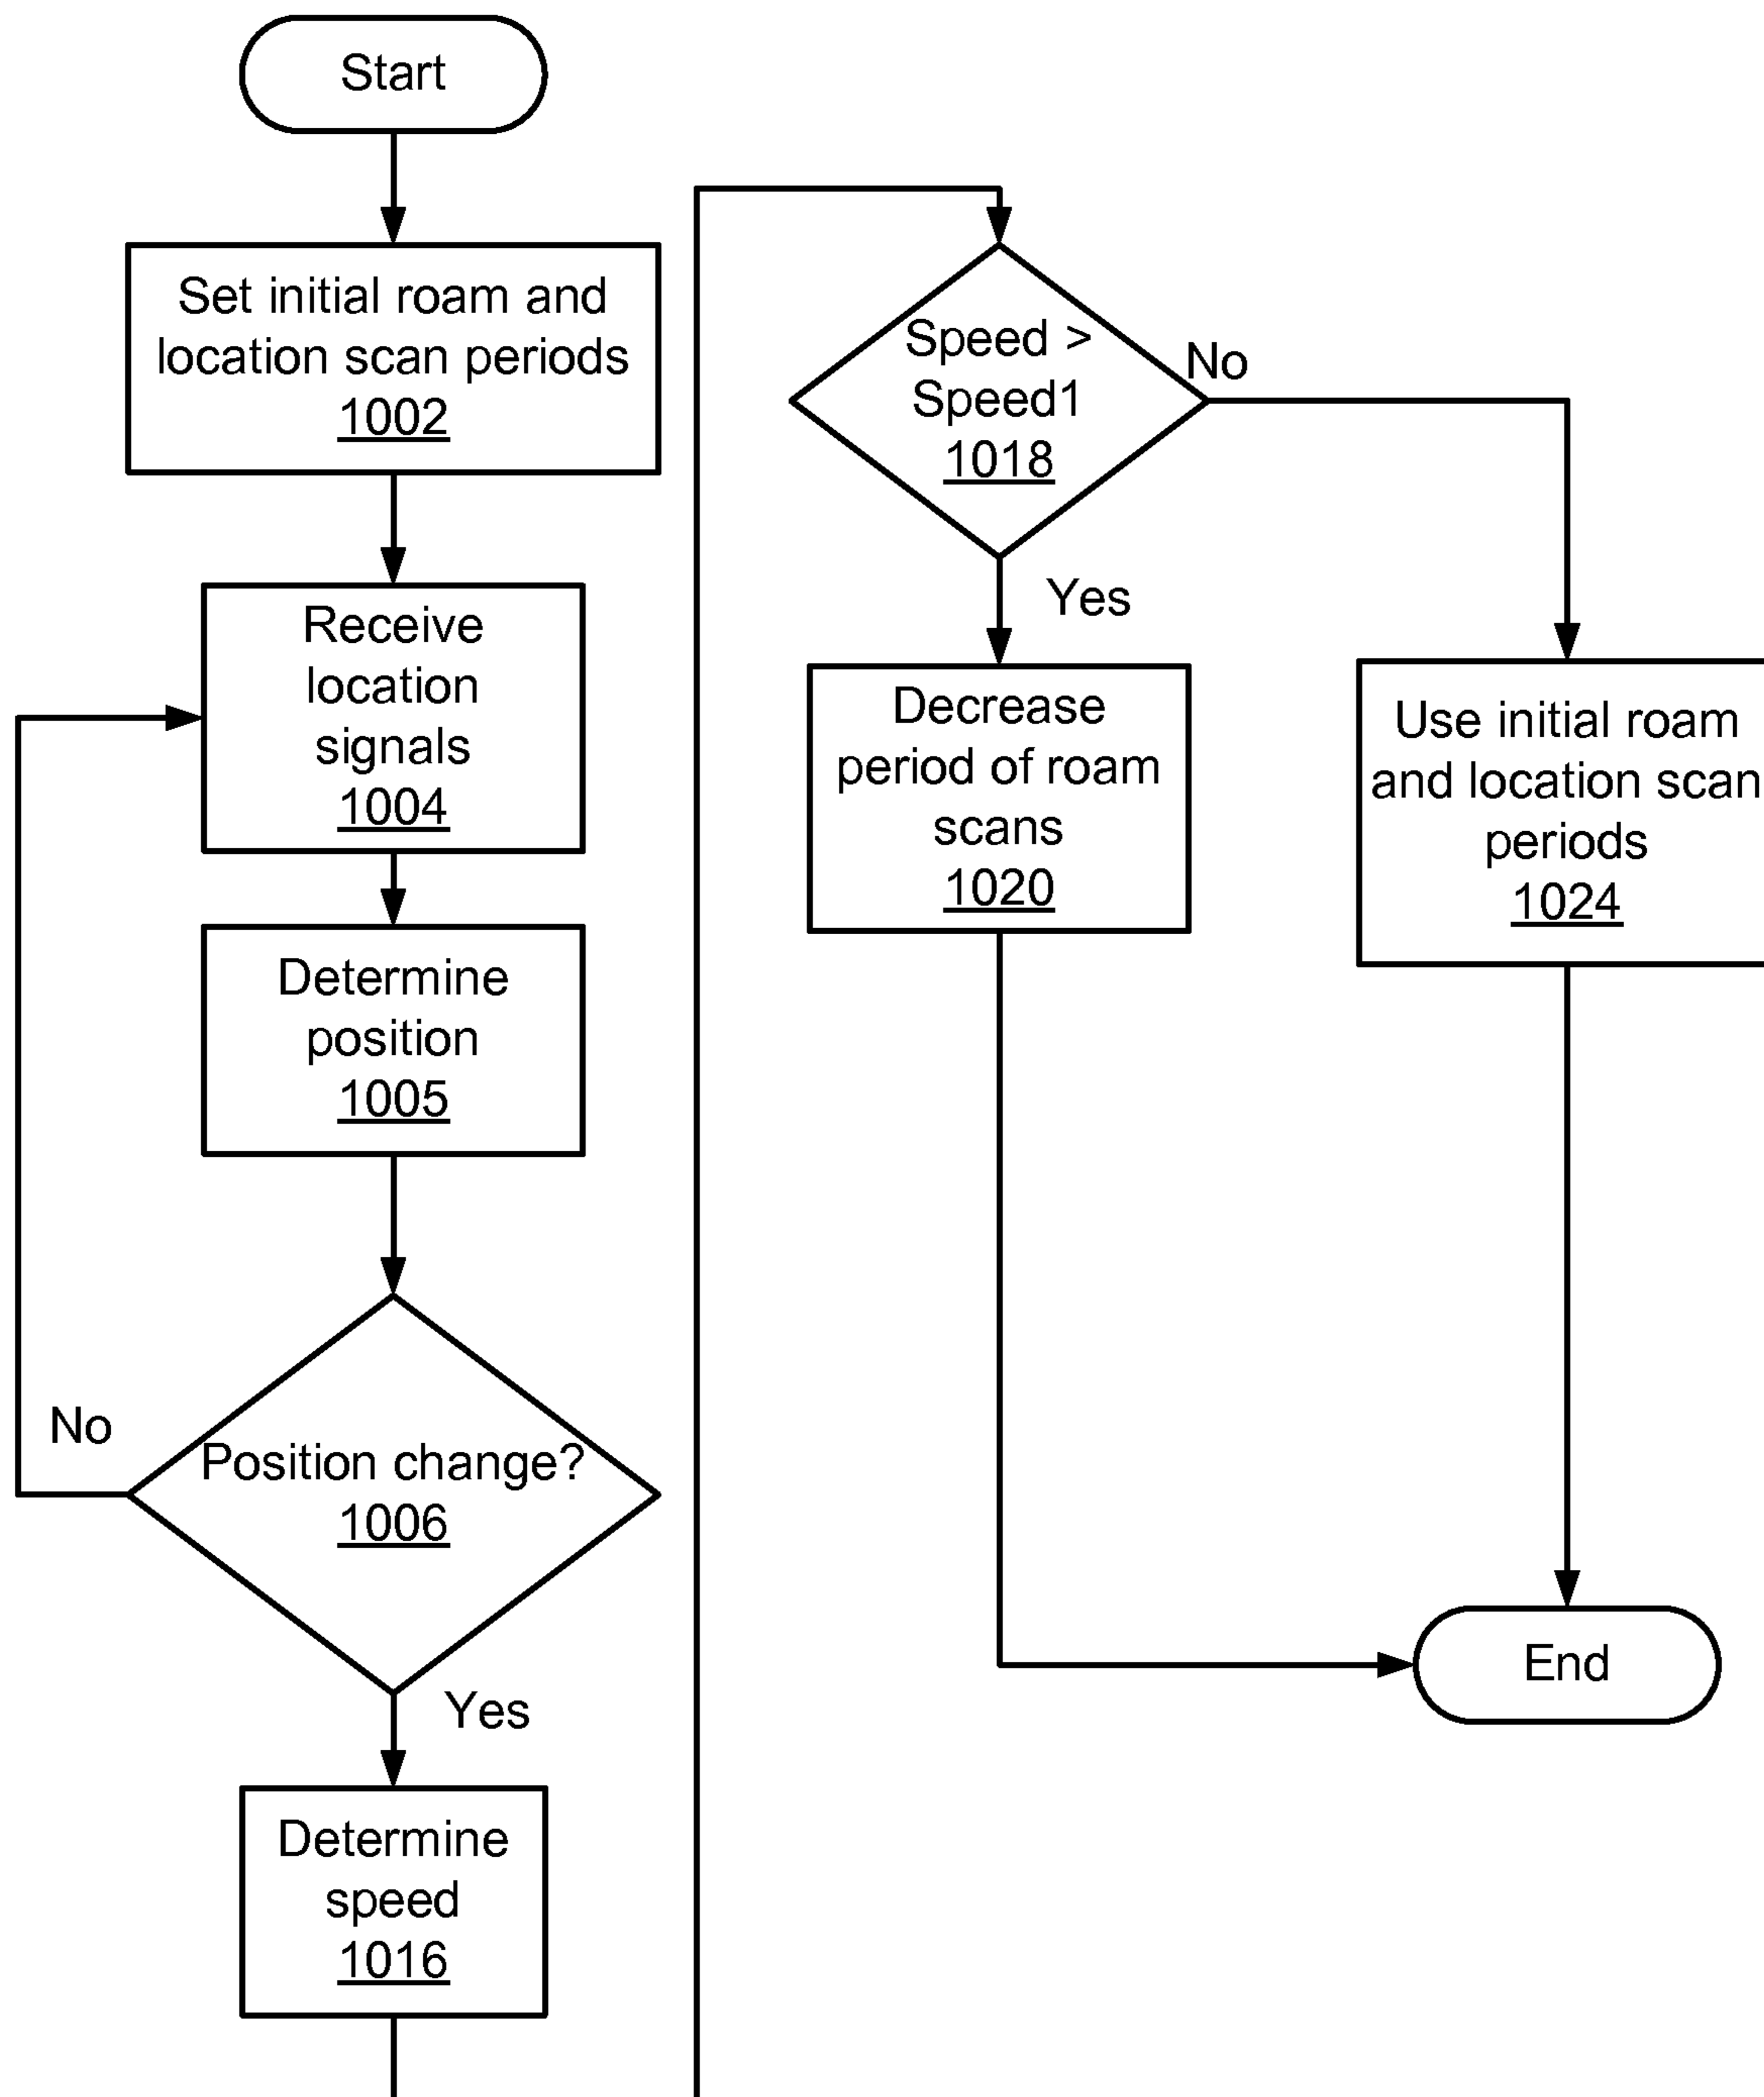 Start
Set initial roam and
location scan periods
1002
Receive
location
signals
1004
Determine
position
1005
No
Position change?
1006
Yes
Determine
speed
1016
Speed >
Speed1
1018
No
Yes
Decrease
period of roam
scans
1020
Use initial roam
and location scan
periods
1024
End